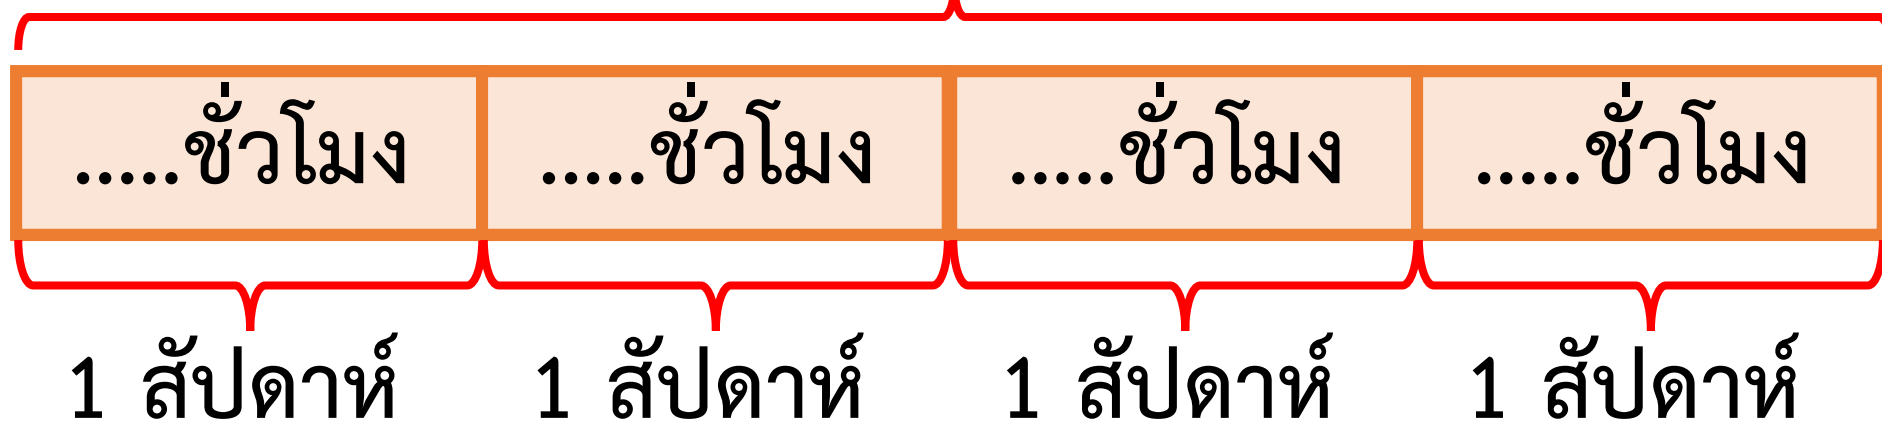 .....ชั่วโมง .....ชั่วโมง .....ชั่วโมง .....ชั่วโมง
1 สัปดาห์ 1 สัปดาห์ 1 สัปดาห์ 1 สัปดาห์